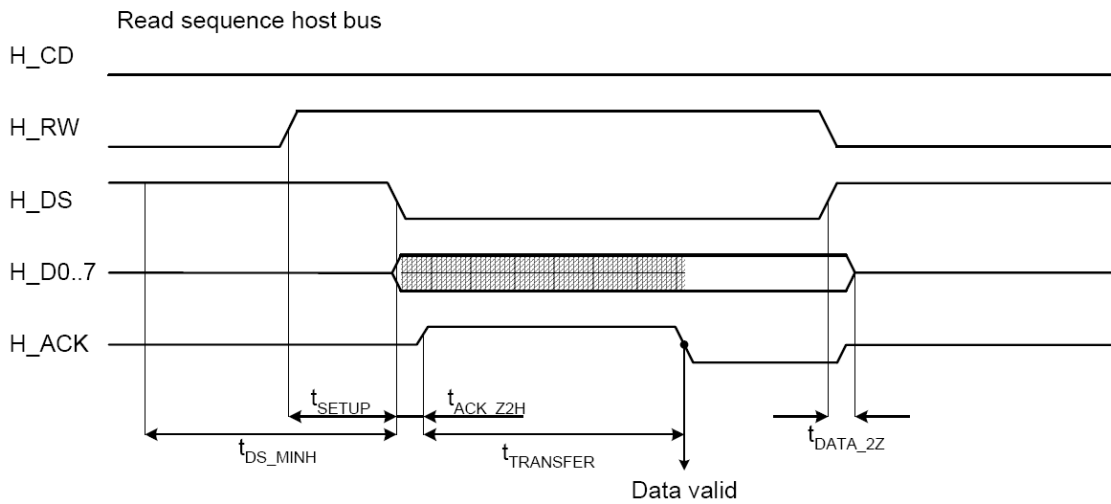 Read sequence host bus
H_CD
H_RW
H_DS
H_D0..7
H_ACK
tSETUP
tACK_Z2H
tDS_MINH
tTRANSFER
tDATA_2Z
Data valid